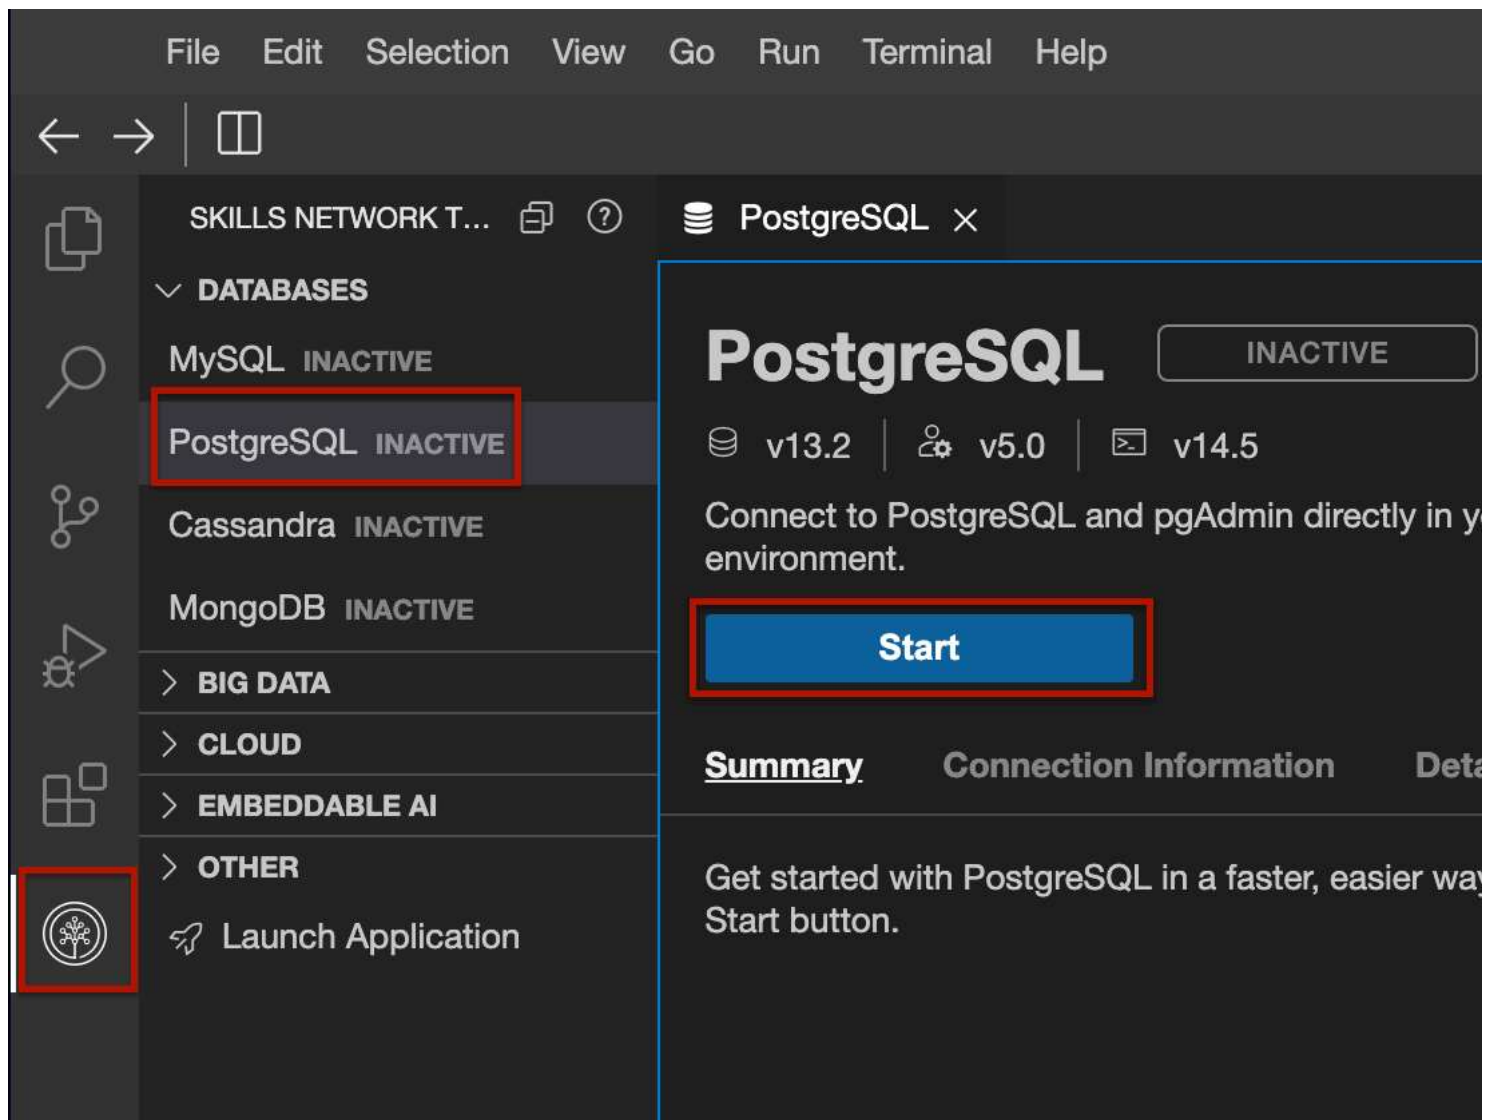 File Edit Selection View Go Run Terminal Help
SKILLS NETWORK T...
PostgreSQL
DATABASES
MySQL INACTIVE
PostgreSQL INACTIVE
Cassandra INACTIVE
MongoDB INACTIVE
BIG DATA
CLOUD
EMBEDDABLE AI
OTHER
Launch Application
PostgreSQL INACTIVE
v13.2 v5.0 v14.5
Connect to PostgreSQL and pgAdmin directly in y
environment.
Start
Summary Connection Information Deta
Get started with PostgreSQL in a faster, easier way
Start button.